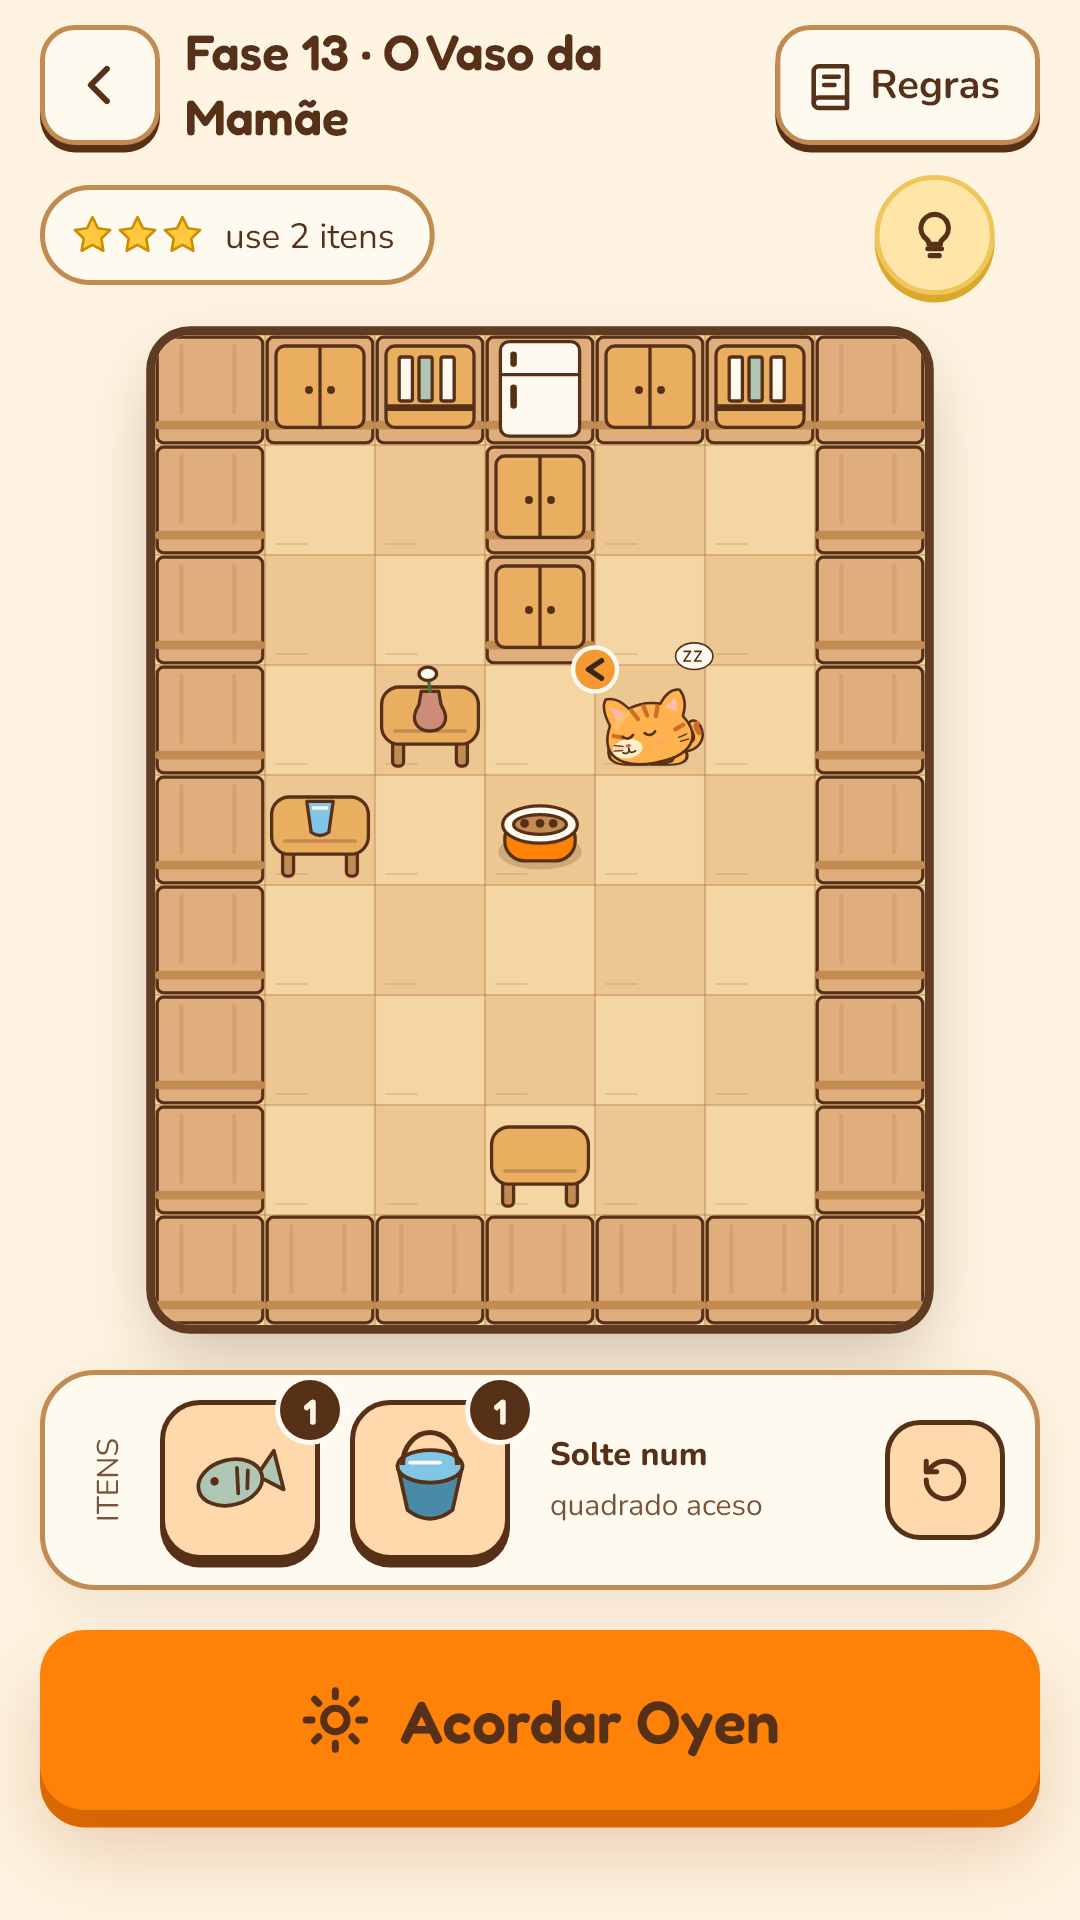 Fase 13 · O Vaso da
Mamãe
Regras
use 2 itens
zz
ITENS
1
1
Solte num
quadrado aceso
Acordar Oyen